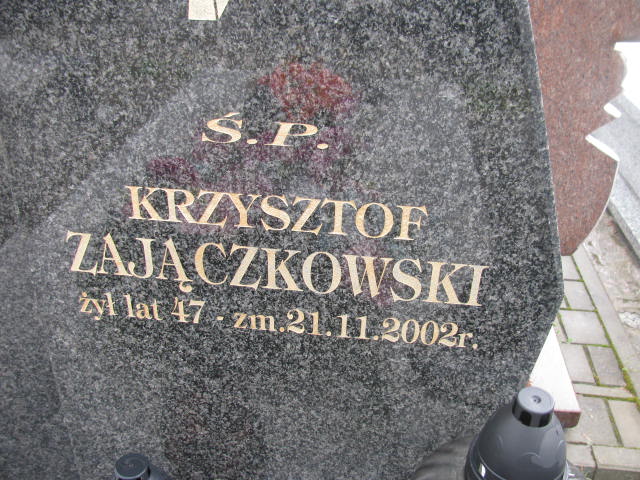 Ś.P.
KRZYSZTOF
ZAJĄCZKOWSKI
żył lat 47 - zm.21.11.2002r.